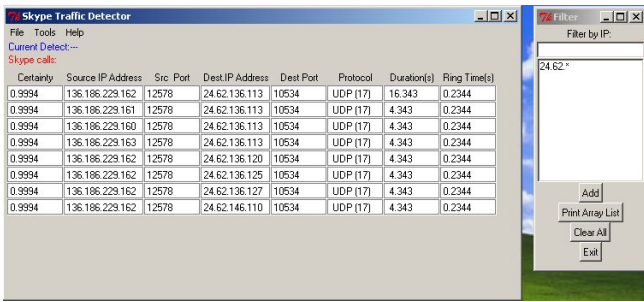 Skype Traffic Detector
File Tools Help
Current Detect:---
Skype calls:
Certainty Source IP Address Src Port Dest.IP Address Dest Port Protocol Duration(s) Ring Time(s)
0.9994 136.186.229.162 12578 24.62.136.113 10534 UDP (17) 16.343 0.2344
0.9994 136.186.229.161 12578 24.62.136.113 10534 UDP (17) 4.343 0.2344
0.9994 136.186.229.160 12578 24.62.136.113 10534 UDP (17) 4.343 0.2344
0.9994 136.186.229.163 12578 24.62.136.113 10534 UDP (17) 4.343 0.2344
0.9994 136.186.229.162 12578 24.62.136.120 10534 UDP (17) 4.343 0.2344
0.9994 136.186.229.162 12578 24.62.136.125 10534 UDP (17) 4.343 0.2344
0.9994 136.186.229.162 12578 24.62.136.127 10534 UDP (17) 4.343 0.2344
0.9994 136.186.229.162 12578 24.62.146.110 10534 UDP (17) 4.343 0.2344
Filter
Filter by IP:
24.62.*
Add
Print Array List
Clear All
Exit